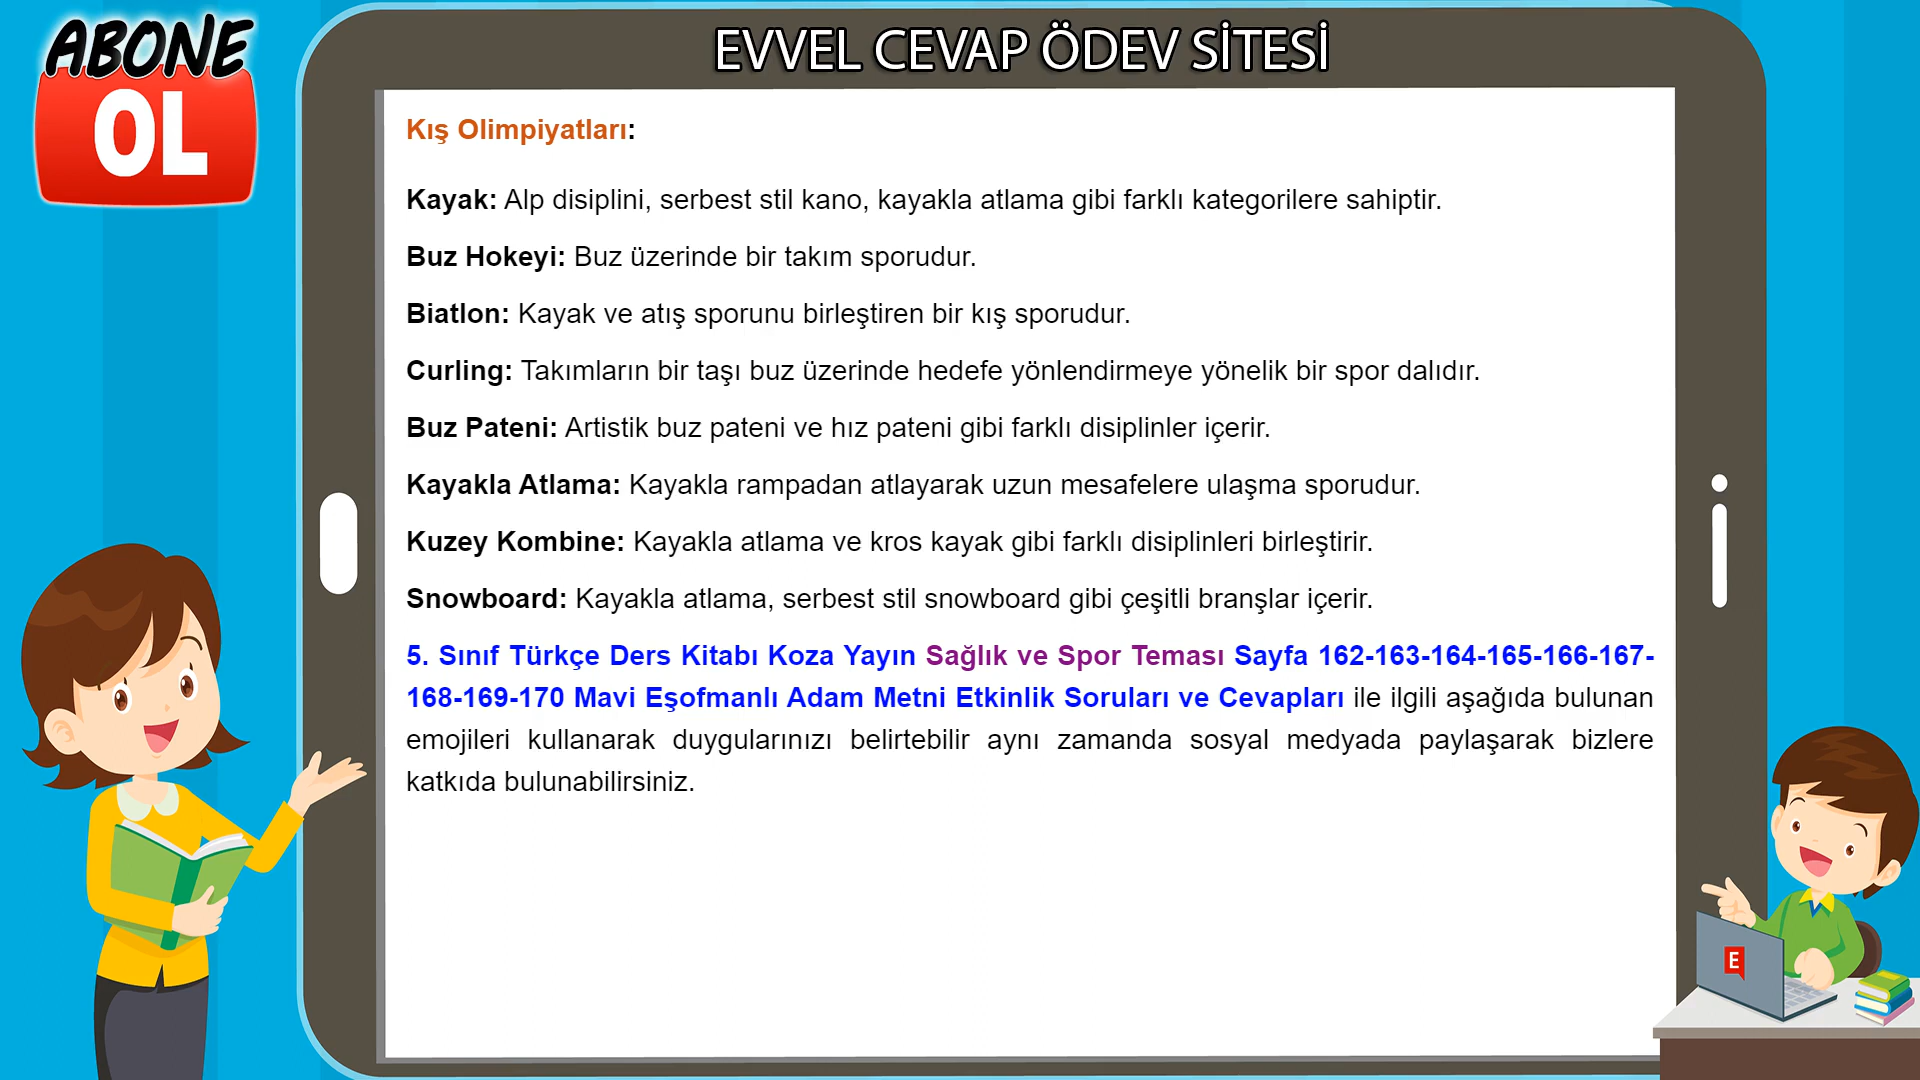 ABONE
OL
EVVEL CEVAP ÖDEV SİTESİ
Kış Olimpiyatları:
Kayak: Alp disiplini, serbest stil kano, kayakla atlama gibi farklı kategorilere sahiptir.
Buz Hokeyi: Buz üzerinde bir takım sporudur.
Biatlon: Kayak ve atış sporunu birleştiren bir kış sporudur.
Curling: Takımların bir taşı buz üzerinde hedefe yönlendirmeye yönelik bir spor dalıdır.
Buz Pateni: Artistik buz pateni ve hız pateni gibi farklı disiplinler içerir.
Kayakla Atlama: Kayakla rampadan atlayarak uzun mesafelere ulaşma sporudur.
Kuzey Kombine: Kayakla atlama ve kros kayak gibi farklı disiplinleri birleştirir.
Snowboard: Kayakla atlama, serbest stil snowboard gibi çeşitli branşlar içerir.
5. Sınıf Türkçe Ders Kitabı Koza Yayın Sağlık ve Spor Teması Sayfa 162-163-164-165-166-167-
168-169-170 Mavi Eşofmanlı Adam Metni Etkinlik Soruları ve Cevapları ile ilgili aşağıda bulunan
emojileri kullanarak duygularınızı belirtebilir aynı zamanda sosyal medyada paylaşarak bizlere
katkıda bulunabilirsiniz.
E